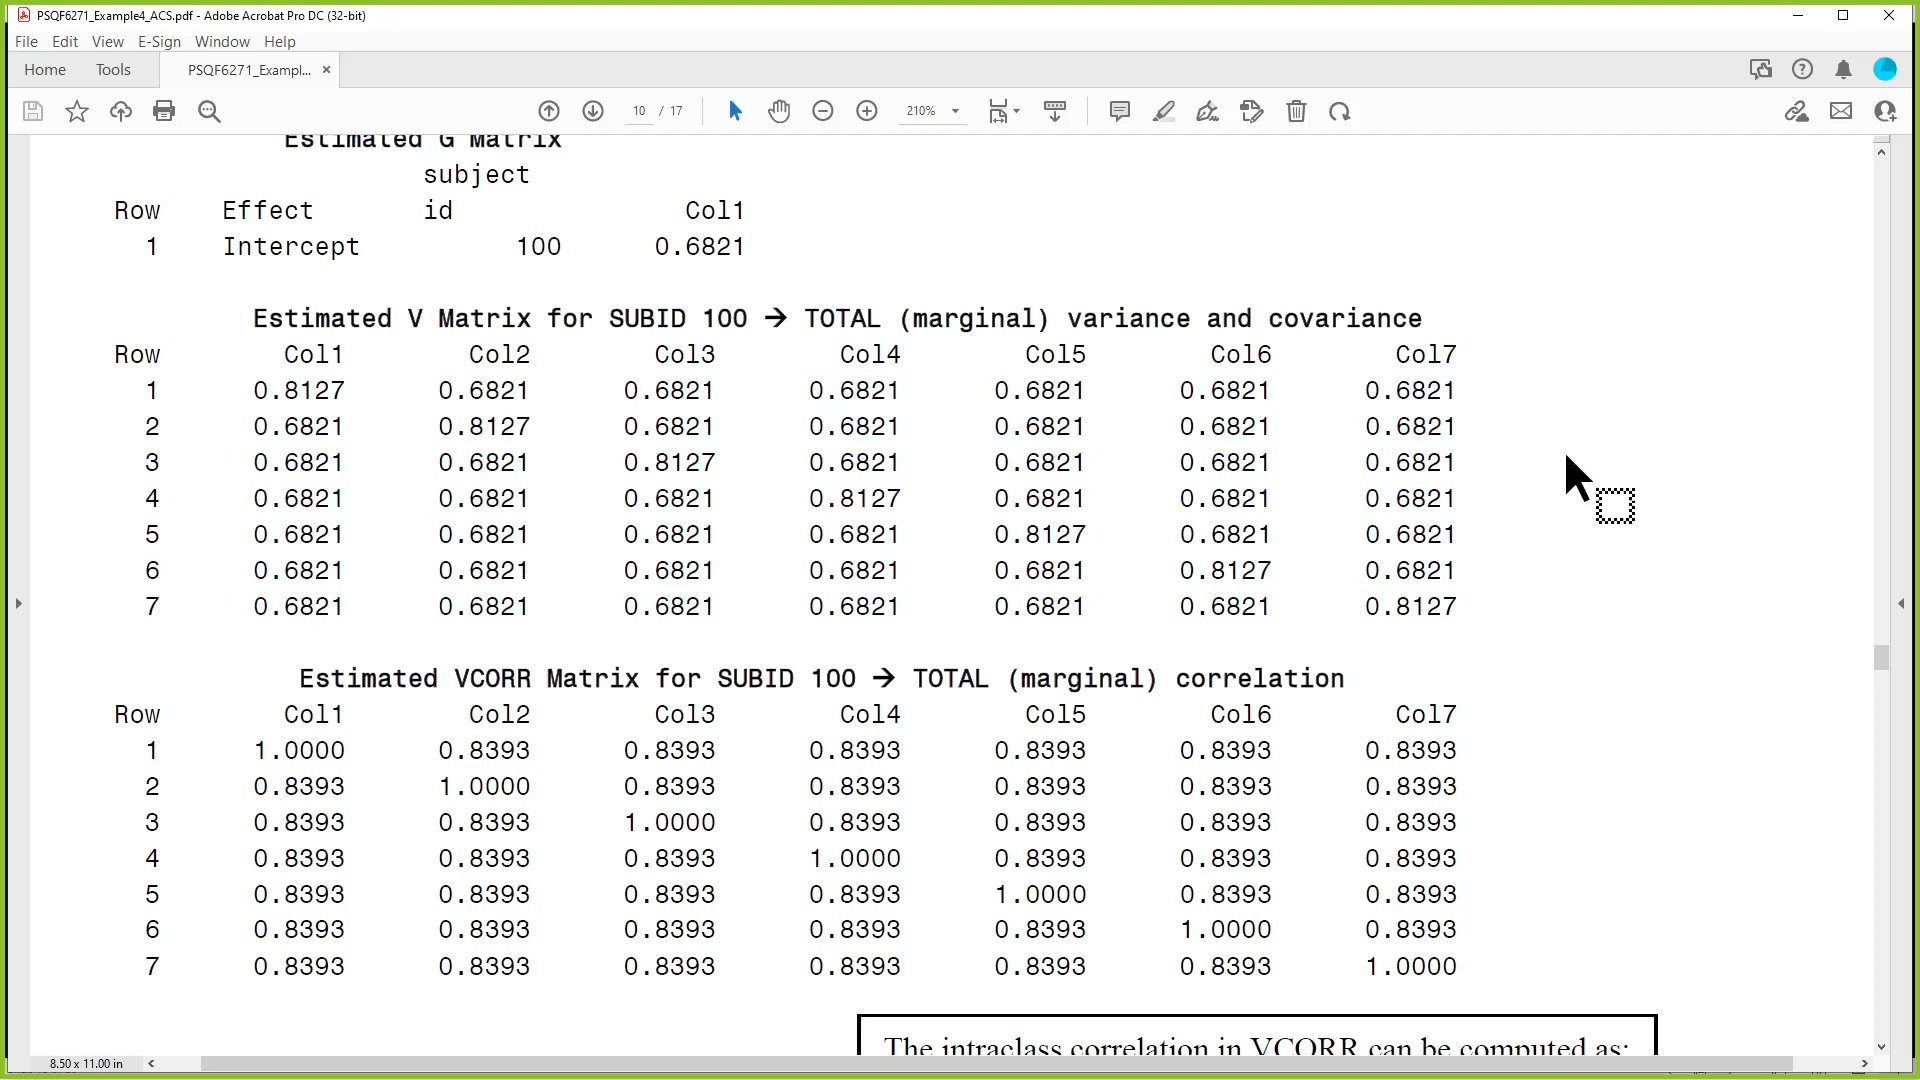 PSQF6271_Example4_ACS.pdf - Adobe Acrobat Pro DC (32-bit)
File Edit View E-Sign Window Help
Home Tools PSQF6271_Exampl... ×
10 / 17 210%
Estimated G Matrix
subject
Row Effect id Col1
1 Intercept 100 0.6821
Estimated V Matrix for SUBID 100 → TOTAL (marginal) variance and covariance
Row Col1 Col2 Col3 Col4 Col5 Col6 Col7
1 0.8127 0.6821 0.6821 0.6821 0.6821 0.6821 0.6821
2 0.6821 0.8127 0.6821 0.6821 0.6821 0.6821 0.6821
3 0.6821 0.6821 0.8127 0.6821 0.6821 0.6821 0.6821
4 0.6821 0.6821 0.6821 0.8127 0.6821 0.6821 0.6821
5 0.6821 0.6821 0.6821 0.6821 0.8127 0.6821 0.6821
6 0.6821 0.6821 0.6821 0.6821 0.6821 0.8127 0.6821
7 0.6821 0.6821 0.6821 0.6821 0.6821 0.6821 0.8127
Estimated VCORR Matrix for SUBID 100 → TOTAL (marginal) correlation
Row Col1 Col2 Col3 Col4 Col5 Col6 Col7
1 1.0000 0.8393 0.8393 0.8393 0.8393 0.8393 0.8393
2 0.8393 1.0000 0.8393 0.8393 0.8393 0.8393 0.8393
3 0.8393 0.8393 1.0000 0.8393 0.8393 0.8393 0.8393
4 0.8393 0.8393 0.8393 1.0000 0.8393 0.8393 0.8393
5 0.8393 0.8393 0.8393 0.8393 1.0000 0.8393 0.8393
6 0.8393 0.8393 0.8393 0.8393 0.8393 1.0000 0.8393
7 0.8393 0.8393 0.8393 0.8393 0.8393 0.8393 1.0000
The intraclass correlation in VCORR can be computed as:
8.50 x 11.00 in